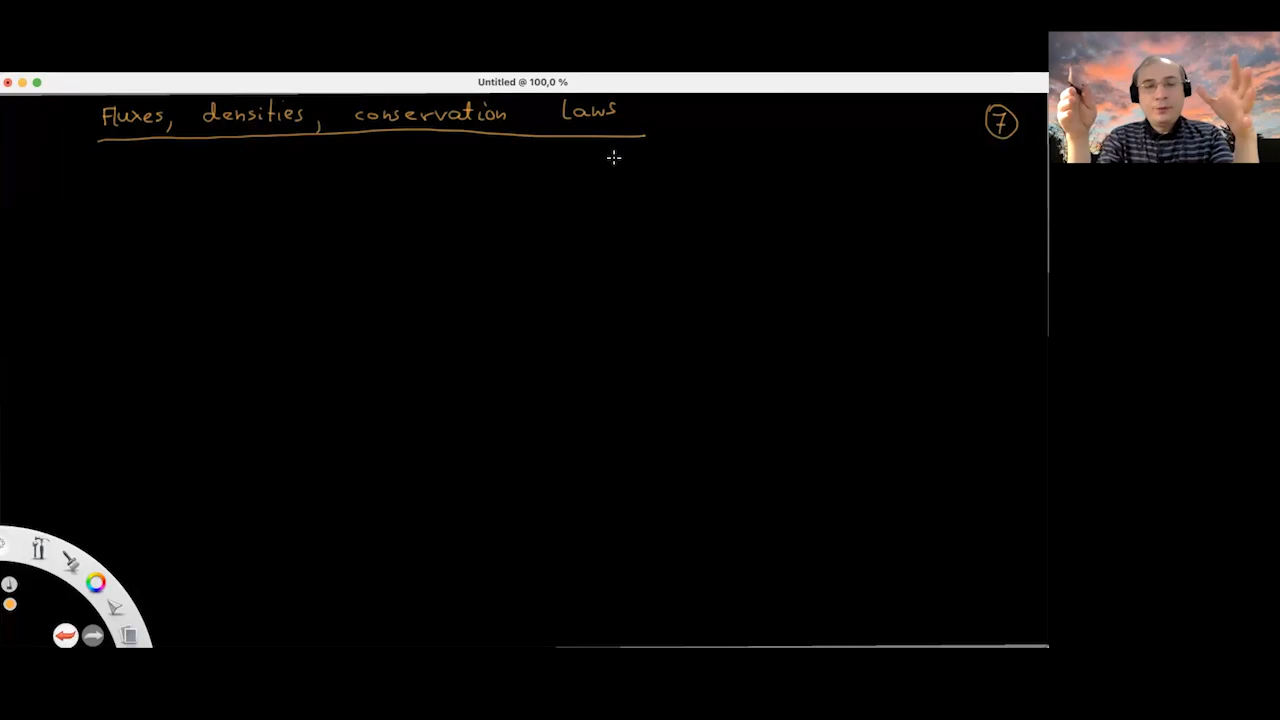 Untitled @ 100,0 %
Fluxes, densities, conservation laws
7